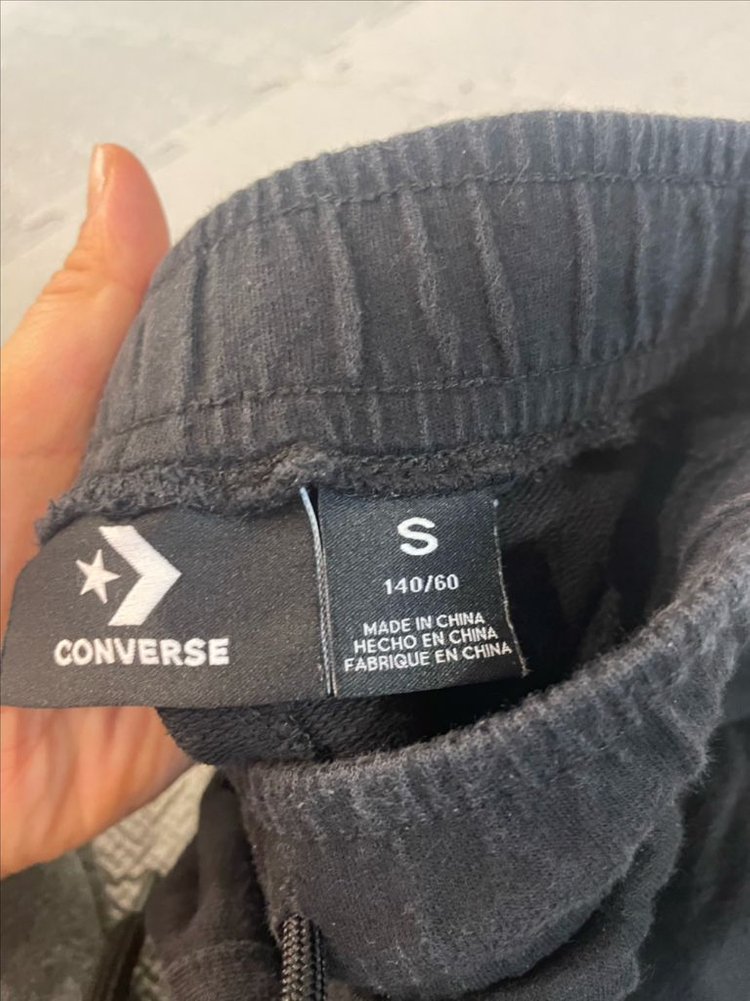 CONVERSE
S
140/60
MADE IN CHINA
HECHO EN CHINA
FABRIQUE EN CHINA